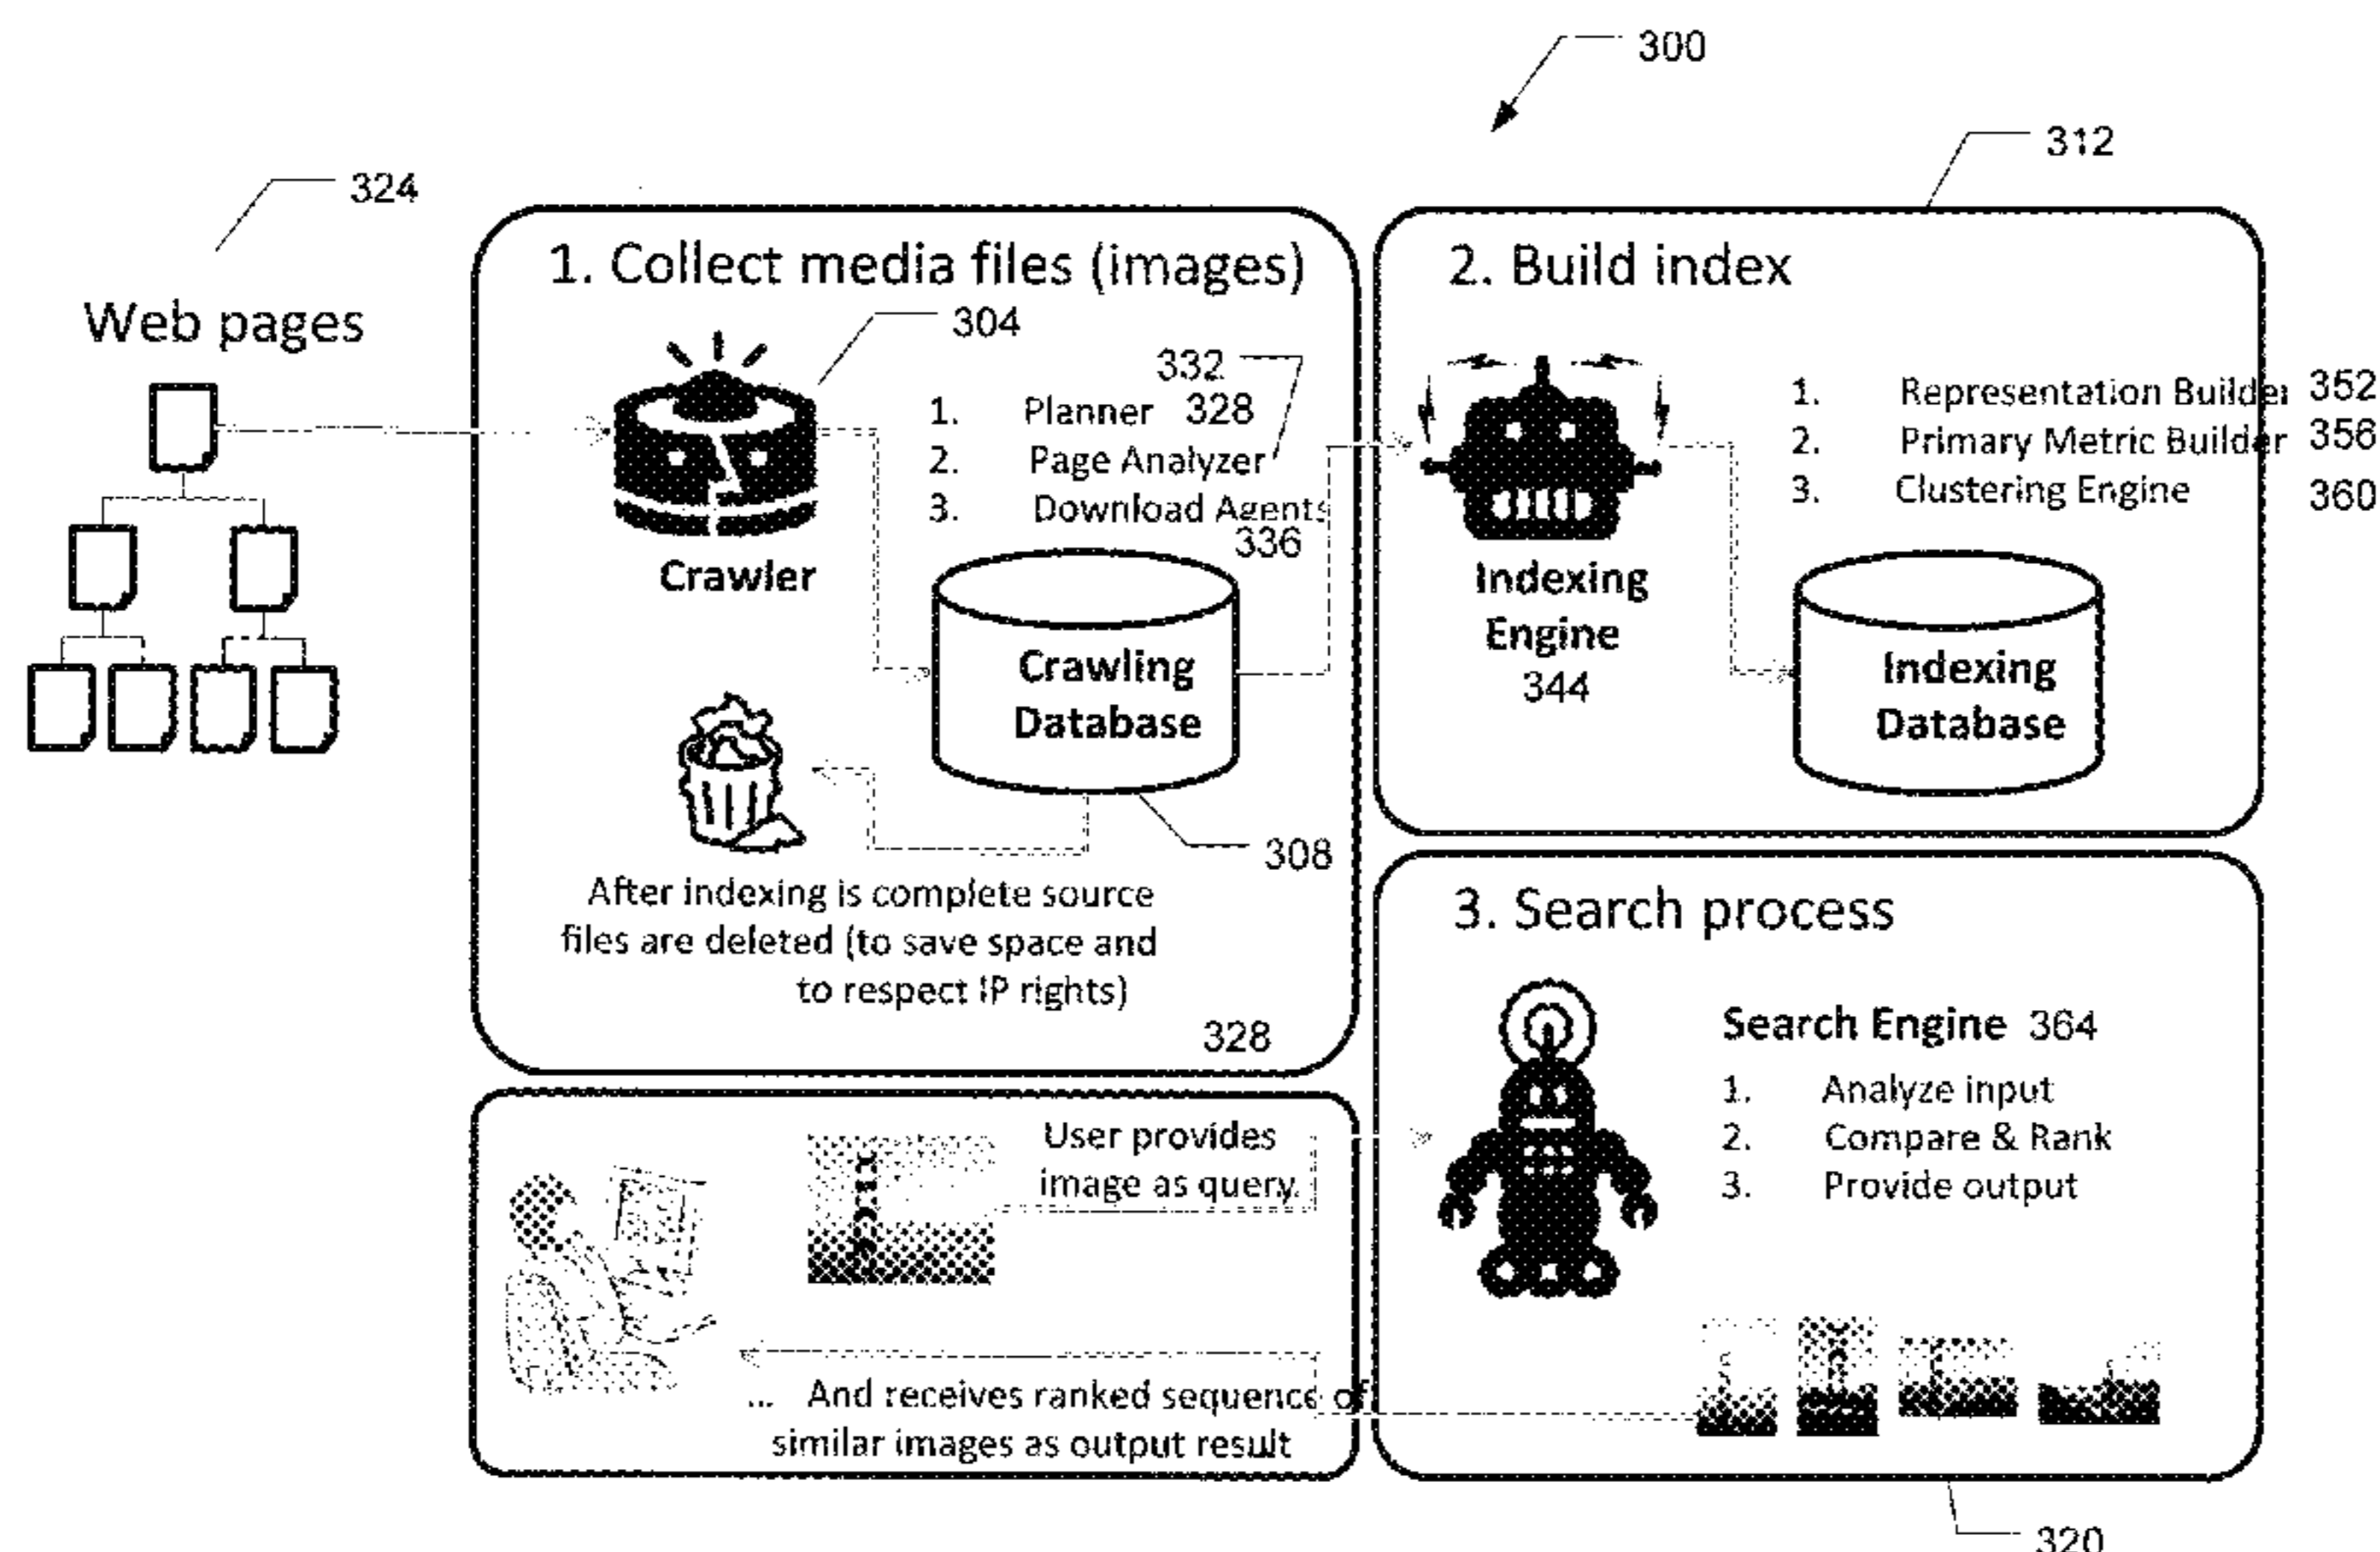 300
312
324
1. Collect media files (images)
Web pages
304
332
1. Planner 328
2. Page Analyzer
3. Download Agents
336
Crawler
Crawling
Database
308
After indexing is complete source
files are deleted (to save space and
to respect IP rights)
328
2. Build index
1. Representation Builder 352
2. Primary Metric Builder 356
3. Clustering Engine 360
Indexing
Engine
344
Indexing
Database
3. Search process
Search Engine 364
1. Analyze input
2. Compare & Rank
3. Provide output
User provides
image as query.
... And receives ranked sequence of
similar images as output result
320